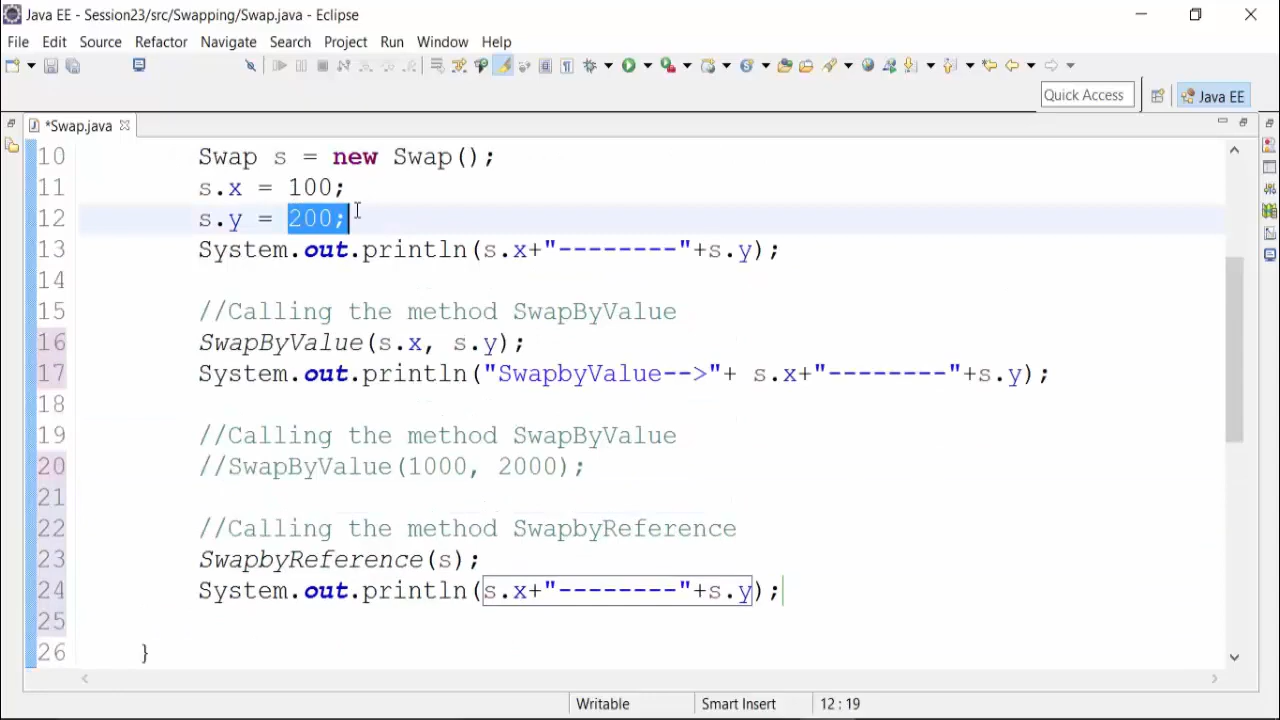 Java EE - Session23/src/Swapping/Swap.java - Eclipse
File Edit Source Refactor Navigate Search Project Run Window Help
Quick Access Java EE
*Swap.java
10 Swap s = new Swap();
11 s.x = 100;
12 s.y = 200;
13 System.out.println(s.x+"--------"+s.y);
14
15 //Calling the method SwapByValue
16 SwapByValue(s.x, s.y);
17 System.out.println("SwapbyValue-->"+ s.x+"--------"+s.y);
18
19 //Calling the method SwapByValue
20 //SwapByValue(1000, 2000);
21
22 //Calling the method SwapbyReference
23 SwapbyReference(s);
24 System.out.println(s.x+"--------"+s.y);
25
26 }
Writable Smart Insert 12 : 19